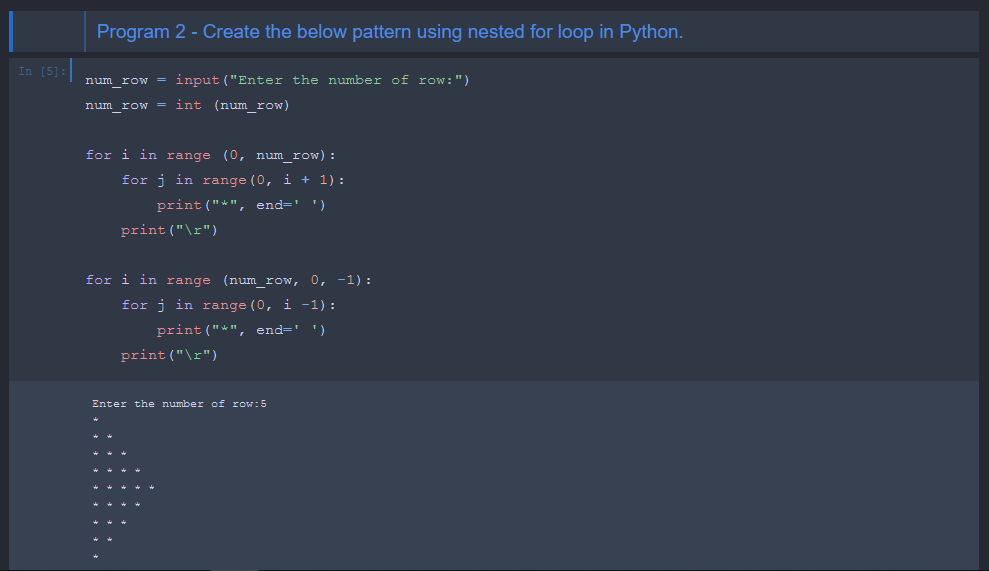 Program 2 - Create the below pattern using nested for loop in Python.
In [5]:
num_row = input("Enter the number of row:")
num_row = int (num_row)
for i in range (0, num_row):
    for j in range(0, i + 1):
        print("*", end=' ')
    print("\r")
for i in range (num_row, 0, -1):
    for j in range(0, i -1):
        print("*", end=' ')
    print("\r")
Enter the number of row:5
*
* *
* * *
* * * *
* * * * *
* * * *
* * *
* *
*